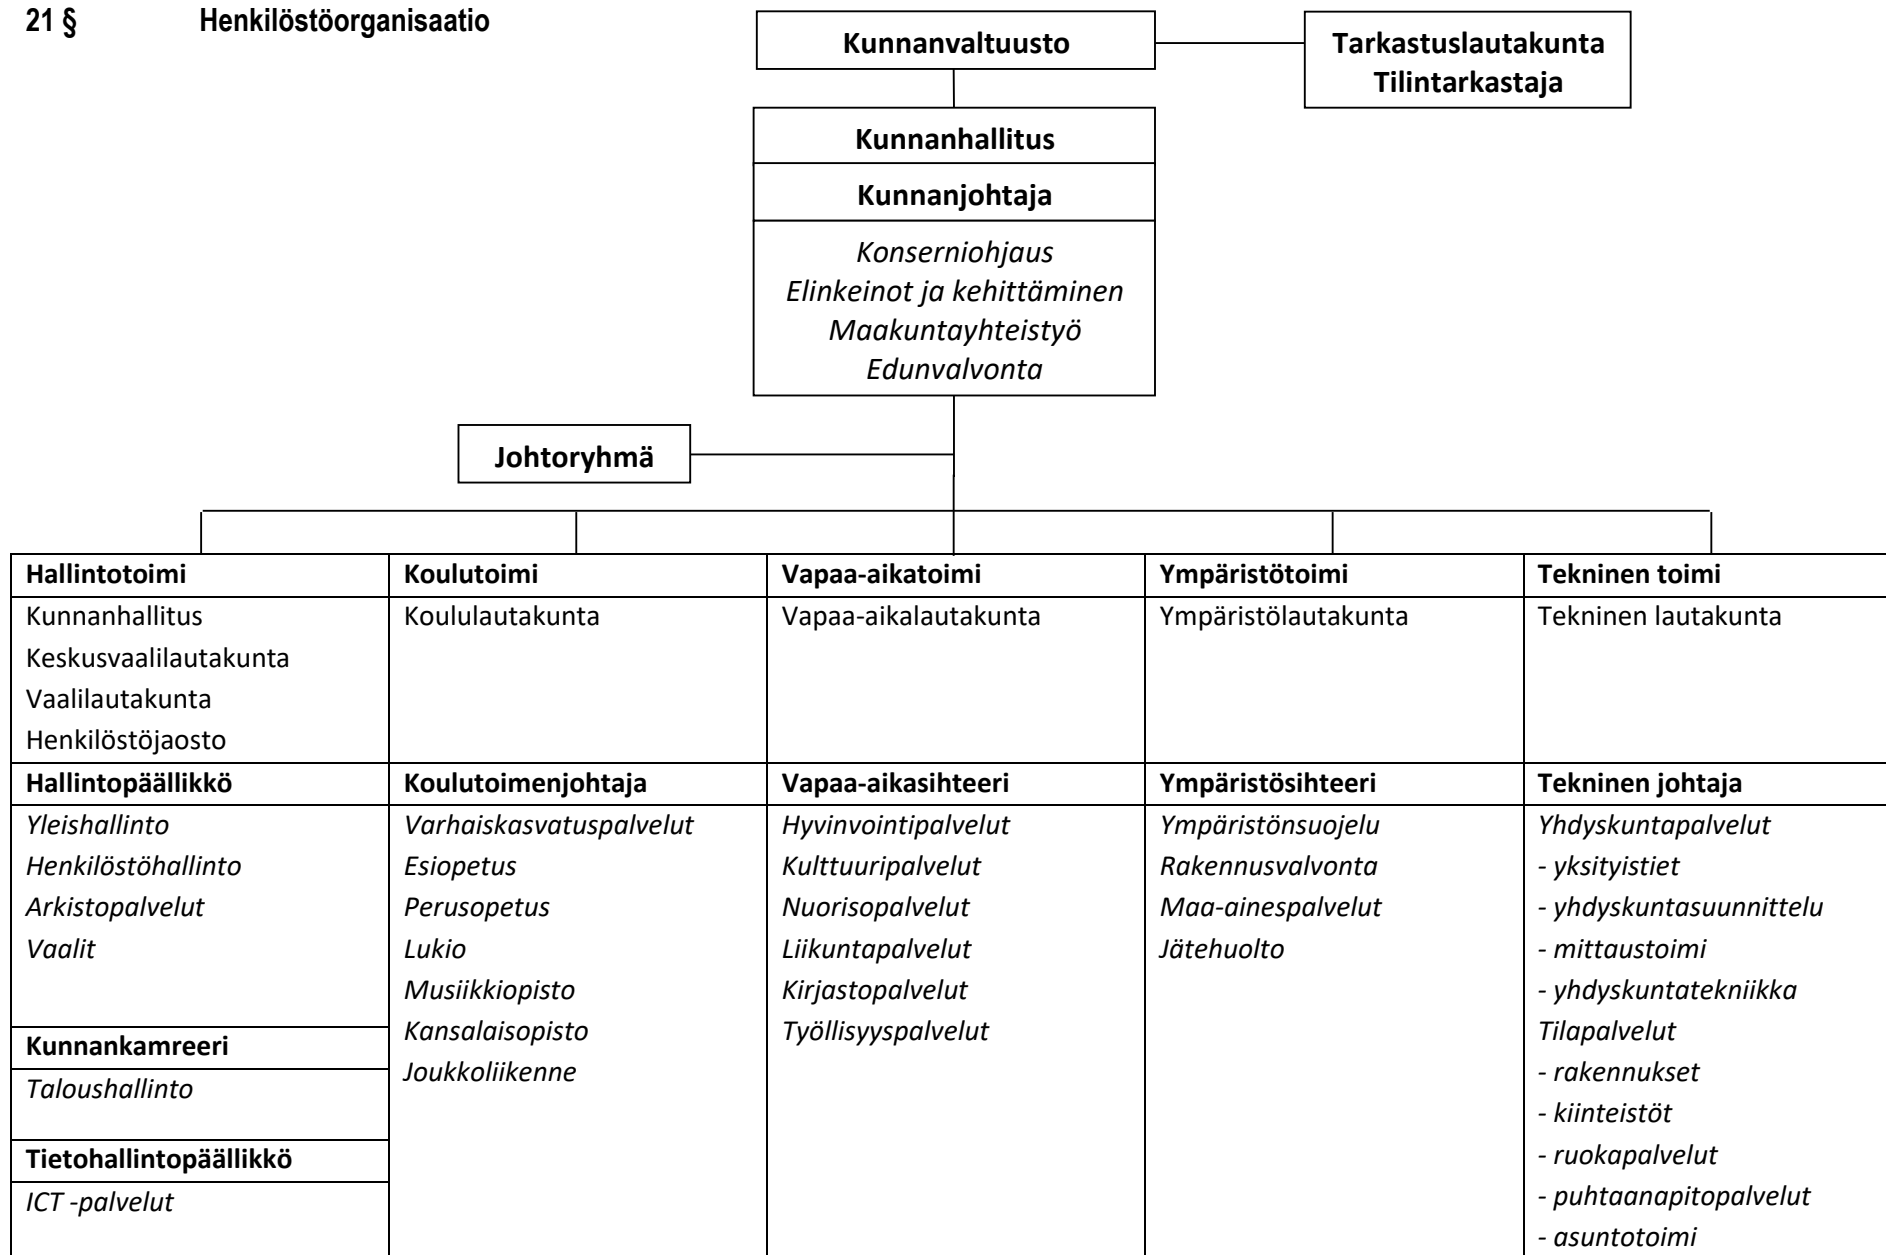 21 § Henkilöstöorganisaatio
Kunnanvaltuusto
Tarkastuslautakunta
Tilintarkastaja
Kunnanhallitus
Kunnanjohtaja
Konserniohjaus
Elinkeinot ja kehittäminen
Maakuntayhteistyö
Edunvalvonta
Johtoryhmä
Hallintotoimi
Kunnanhallitus
Keskusvaalilautakunta
Vaalilautakunta
Henkilöstöjaosto
Hallintopäällikkö
Yleishallinto
Henkilöstöhallinto
Arkistopalvelut
Vaalit
Kunnankamreeri
Taloushallinto
Tietohallintopäällikkö
ICT -palvelut
Koulutoimi
Koululautakunta
Koulutoimenjohtaja
Varhaiskasvatuspalvelut
Esiopetus
Perusopetus
Lukio
Musiikkiopisto
Kansalaisopisto
Joukkoliikenne
Vapaa-aikatoimi
Vapaa-aikalautakunta
Vapaa-aikasihteeri
Hyvinvointipalvelut
Kulttuuripalvelut
Nuorisopalvelut
Liikuntapalvelut
Kirjastopalvelut
Työllisyyspalvelut
Ympäristötoimi
Ympäristölautakunta
Ympäristösihteeri
Ympäristönsuojelu
Rakennusvalvonta
Maa-ainespalvelut
Jätehuolto
Tekninen toimi
Tekninen lautakunta
Tekninen johtaja
Yhdyskuntapalvelut
- yksityistiet
- yhdyskuntasuunnittelu
- mittaustoimi
- yhdyskuntatekniikka
Tilapalvelut
- rakennukset
- kiinteistöt
- ruokapalvelut
- puhtaanapitopalvelut
- asuntotoimi